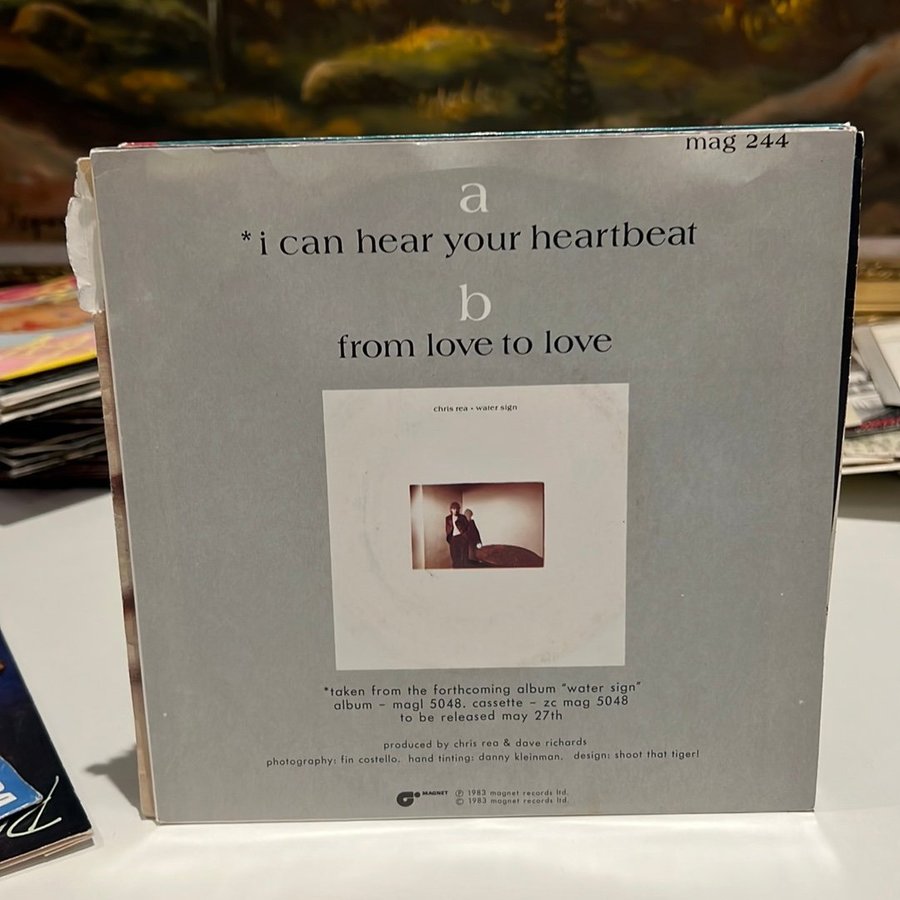 mag 244
a
*i can hear your heartbeat
b
from love to love
chris rea - water sign
*taken from the forthcoming album "water sign"
album – magl 5048. cassette – zc mag 5048
to be released may 27th
produced by chris rea & dave richards
photography: fin costello. hand tinting: danny kleinman. design: shoot that tiger!
MAGNET ℗ 1983 magnet records ltd.
© 1983 magnet records ltd.